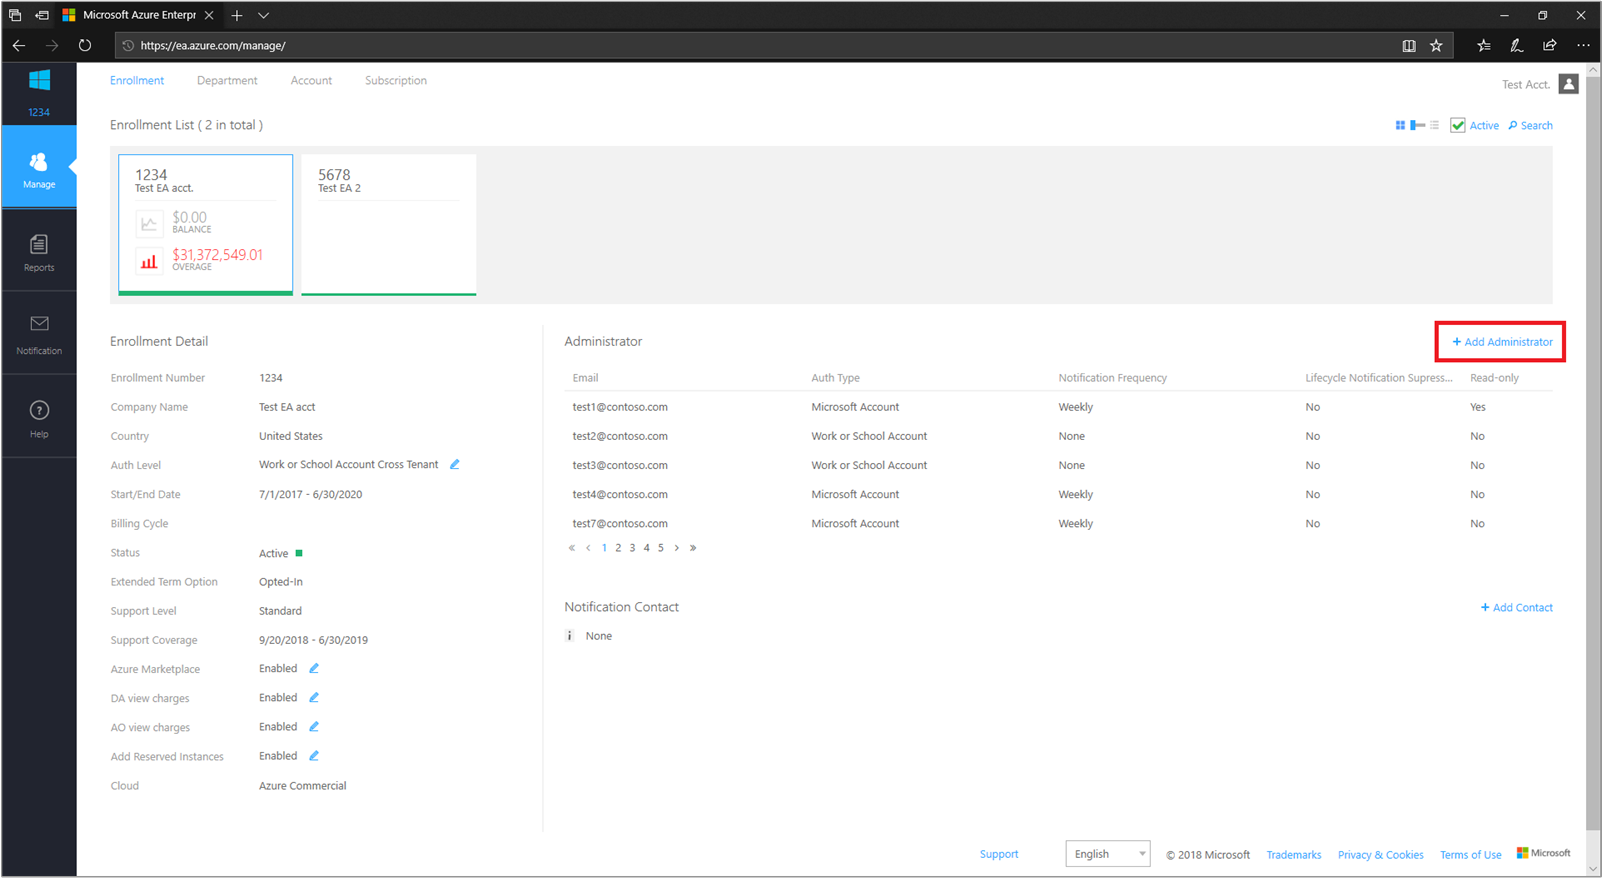 Microsoft Azure Enterpr
https://ea.azure.com/manage/
1234
Manage
Reports
Notification
Help
Enrollment Department Account Subscription
Test Acct.
Enrollment List ( 2 in total )
Active Search
1234
Test EA acct.
$0.00
BALANCE
$31,372,549.01
OVERAGE
5678
Test EA 2
Enrollment Detail
Enrollment Number 1234
Company Name Test EA acct
Country United States
Auth Level Work or School Account Cross Tenant
Start/End Date 7/1/2017 - 6/30/2020
Billing Cycle
Status Active
Extended Term Option Opted-In
Support Level Standard
Support Coverage 9/20/2018 - 6/30/2019
Azure Marketplace Enabled
DA view charges Enabled
AO view charges Enabled
Add Reserved Instances Enabled
Cloud Azure Commercial
Administrator
+ Add Administrator
Email Auth Type Notification Frequency Lifecycle Notification Supress... Read-only
test1@contoso.com Microsoft Account Weekly No Yes
test2@contoso.com Work or School Account None No No
test3@contoso.com Work or School Account None No No
test4@contoso.com Microsoft Account Weekly No No
test7@contoso.com Microsoft Account Weekly No No
« ‹ 1 2 3 4 5 › »
Notification Contact
+ Add Contact
i None
Support English © 2018 Microsoft Trademarks Privacy & Cookies Terms of Use Microsoft